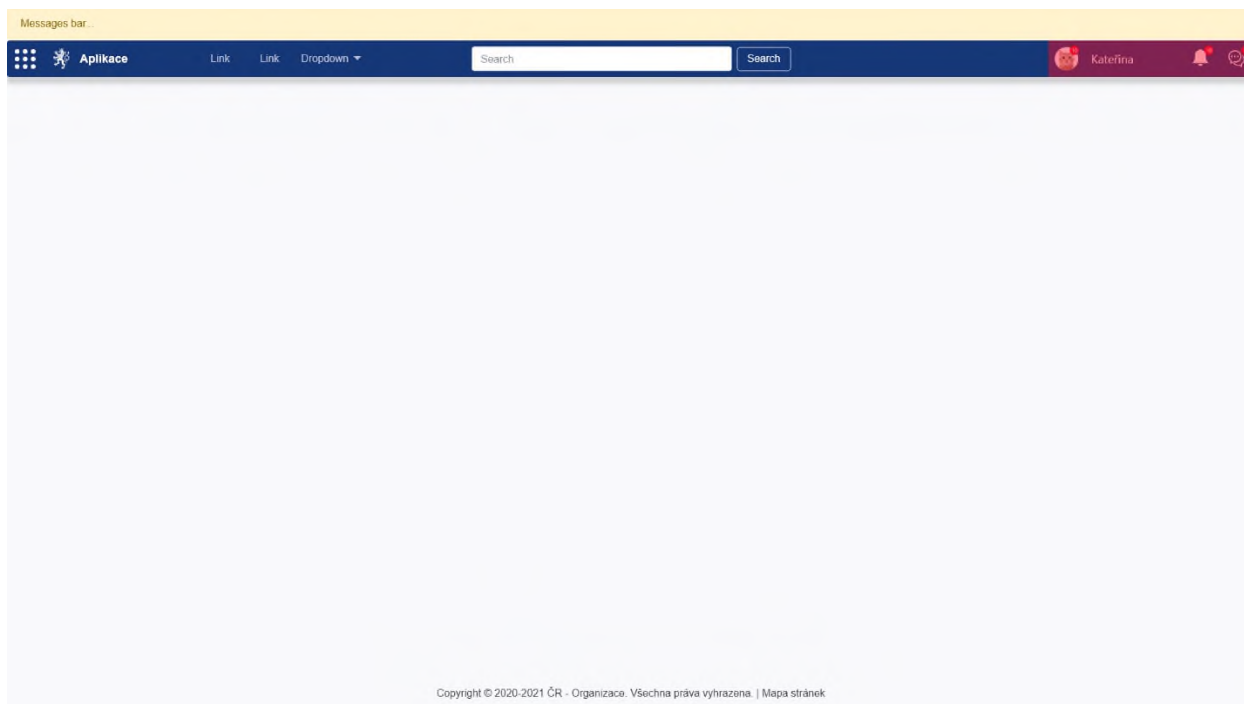 Messages bar...
Aplikace Link Link Dropdown Search Search Kateřina
Copyright © 2020-2021 ČR - Organizace. Všechna práva vyhrazena. | Mapa stránek